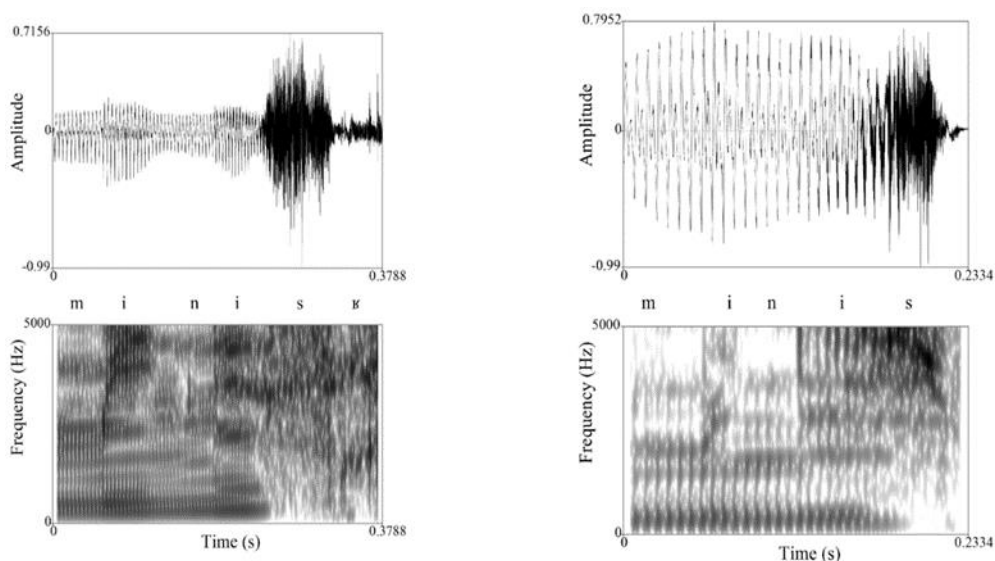 0.7156
Amplitude
0
-0.99
0
0.3788
m i n i s ʁ
5000
Frequency (Hz)
0
0
0.3788
Time (s)
0.7952
Amplitude
0
-0.99
0
0.2334
m i n i s
5000
Frequency (Hz)
0
0
0.2334
Time (s)